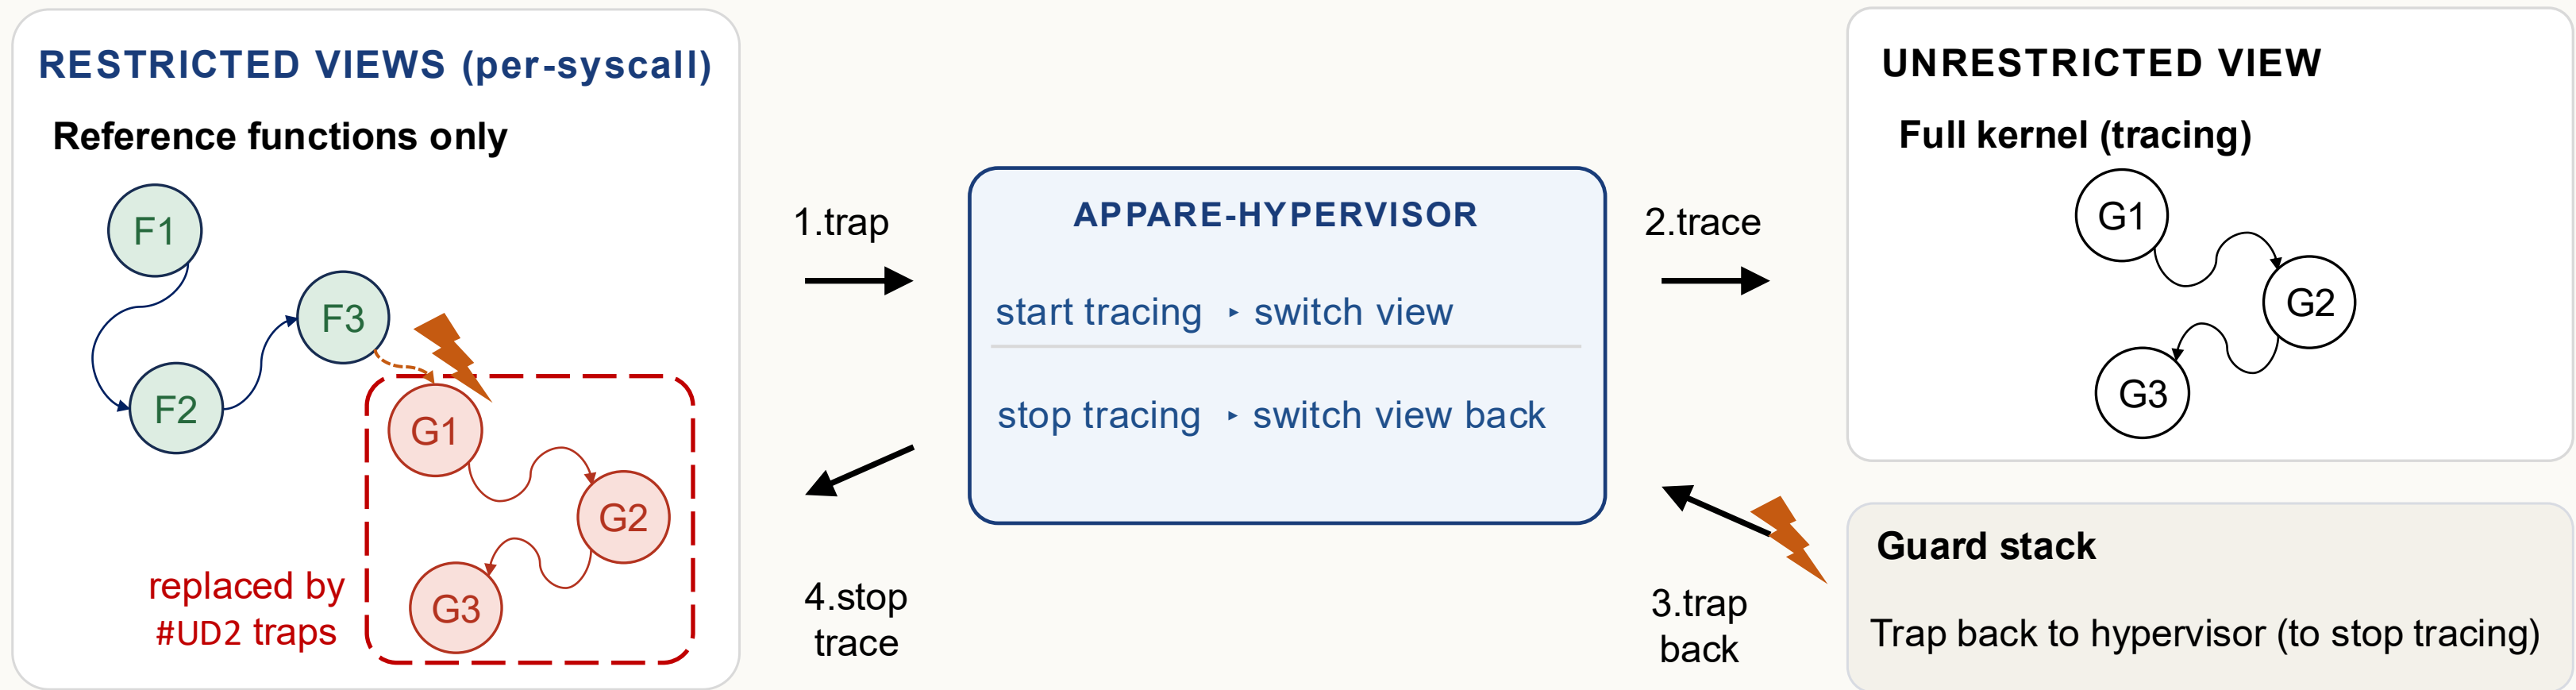 RESTRICTED VIEWS (per-syscall)
Reference functions only
F1
F2
F3
G1
G2
G3
replaced by
#UD2 traps
1.trap
4.stop
trace
APPARE-HYPERVISOR
start tracing ▸ switch view
stop tracing ▸ switch view back
2.trace
3.trap
back
UNRESTRICTED VIEW
Full kernel (tracing)
G1
G2
G3
Guard stack
Trap back to hypervisor (to stop tracing)